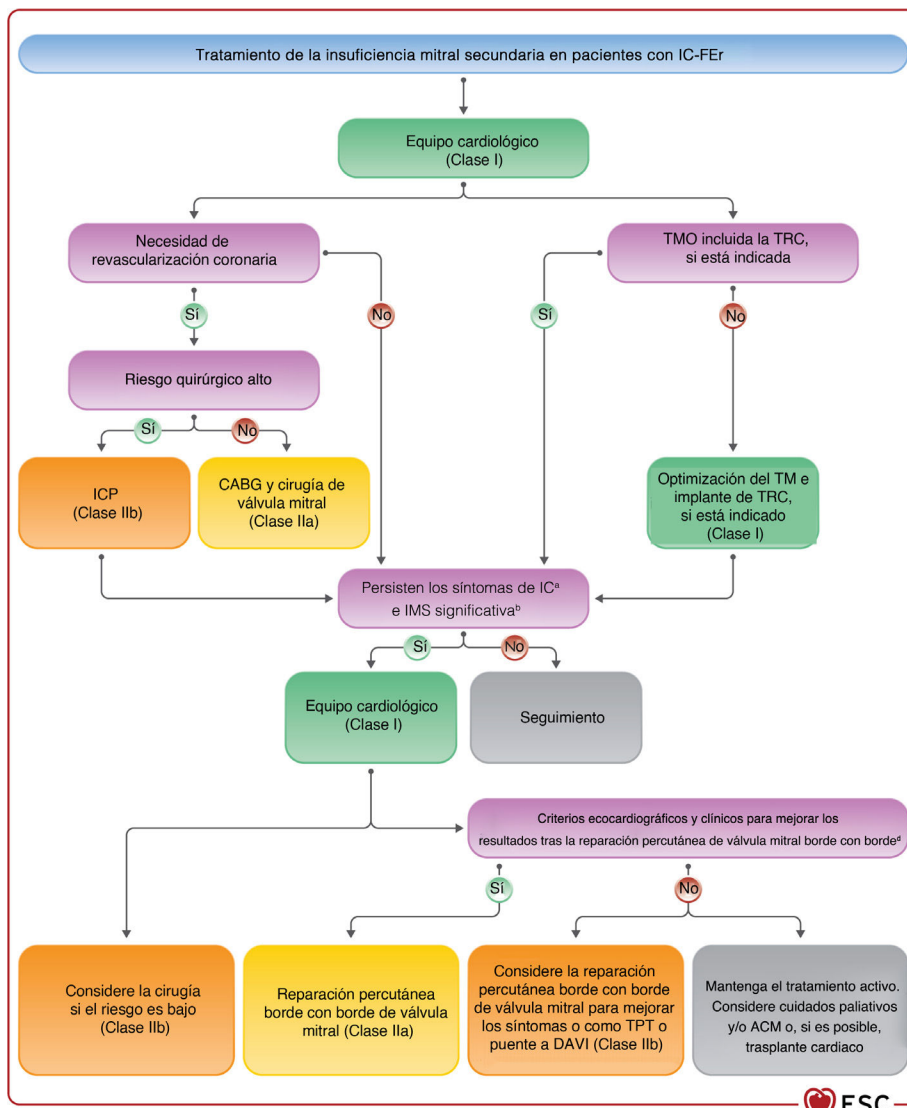 Tratamiento de la insuficiencia mitral secundaria en pacientes con IC-FEr
Equipo cardiológico
(Clase I)
Necesidad de
revascularización coronaria
TMO incluida la TRC,
si está indicada
Sí
No
Sí
No
Riesgo quirúrgico alto
Sí
No
ICP
(Clase IIb)
CABG y cirugía de
válvula mitral
(Clase IIa)
Optimización del TM e
implante de TRC,
si está indicado
(Clase I)
Persisten los síntomas de ICª
e IMS significativaᵇ
Sí
No
Equipo cardiológico
(Clase I)
Seguimiento
Criterios ecocardiográficos y clínicos para mejorar los
resultados tras la reparación percutánea de válvula mitral borde con bordeᵈ
Sí
No
Considere la cirugía
si el riesgo es bajo
(Clase IIb)
Reparación percutánea
borde con borde de válvula
mitral (Clase IIa)
Considere la reparación
percutánea borde con borde
de válvula mitral para mejorar
los síntomas o como TPT o
puente a DAVI (Clase IIb)
Mantenga el tratamiento activo.
Considere cuidados paliativos
y/o ACM o, si es posible,
trasplante cardiaco
ESC